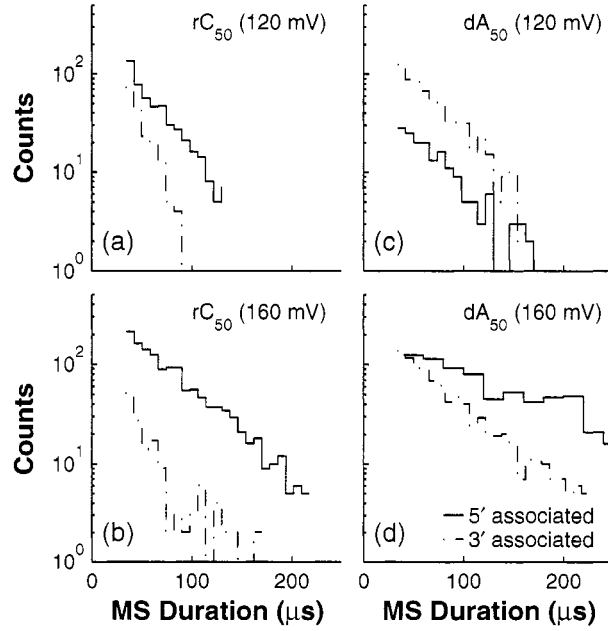 rC50 (120 mV)
dA50 (120 mV)
Counts
10^2
10^1
10^0
(a)
(c)
rC50 (160 mV)
dA50 (160 mV)
Counts
10^2
10^1
10^0
(b)
(d)
5′ associated
3′ associated
0
100
200
0
100
200
MS Duration (μs)
MS Duration (μs)